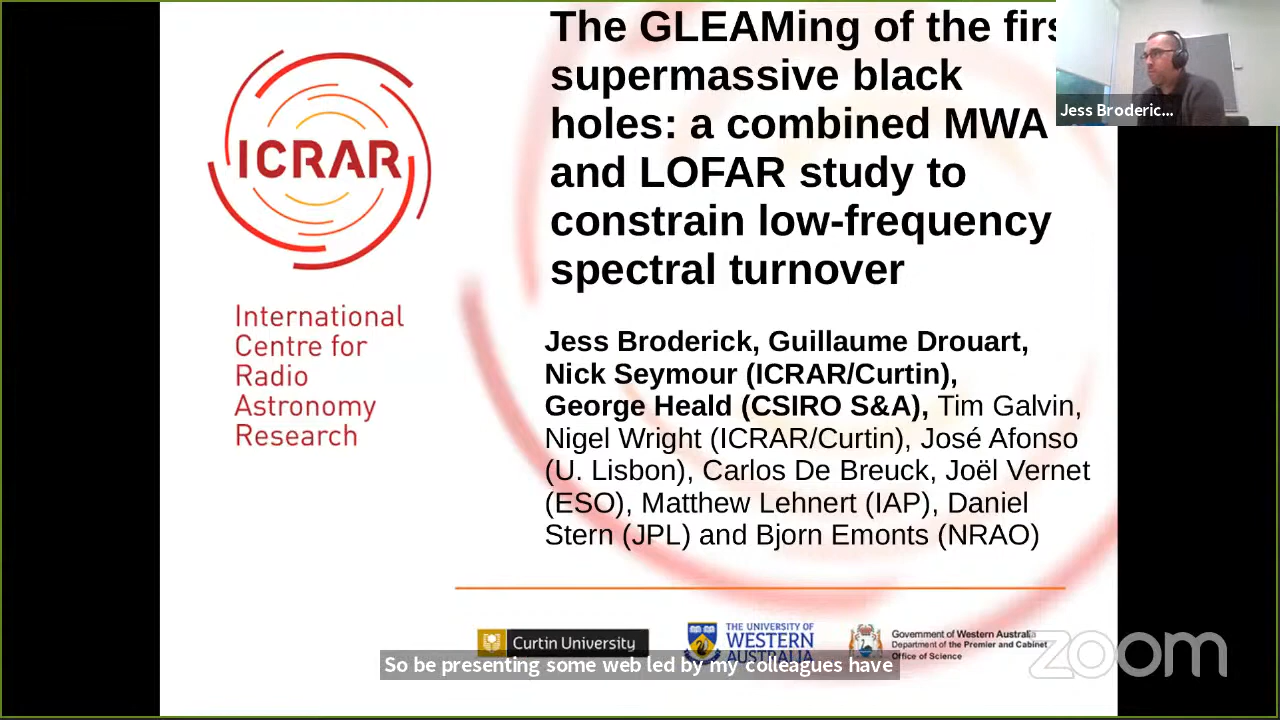 The GLEAMing of the firs
supermassive black
holes: a combined MWA
and LOFAR study to
constrain low-frequency
spectral turnover
Jess Broderic...
ICRAR
International
Centre for
Radio
Astronomy
Research
Jess Broderick, Guillaume Drouart,
Nick Seymour (ICRAR/Curtin),
George Heald (CSIRO S&A), Tim Galvin,
Nigel Wright (ICRAR/Curtin), José Afonso
(U. Lisbon), Carlos De Breuck, Joël Vernet
(ESO), Matthew Lehnert (IAP), Daniel
Stern (JPL) and Bjorn Emonts (NRAO)
Curtin University
THE UNIVERSITY OF
WESTERN
AUSTRALIA
Government of Western Australia
Department of the Premier and Cabinet
Office of Science
zoom
So be presenting some web led by my colleagues have